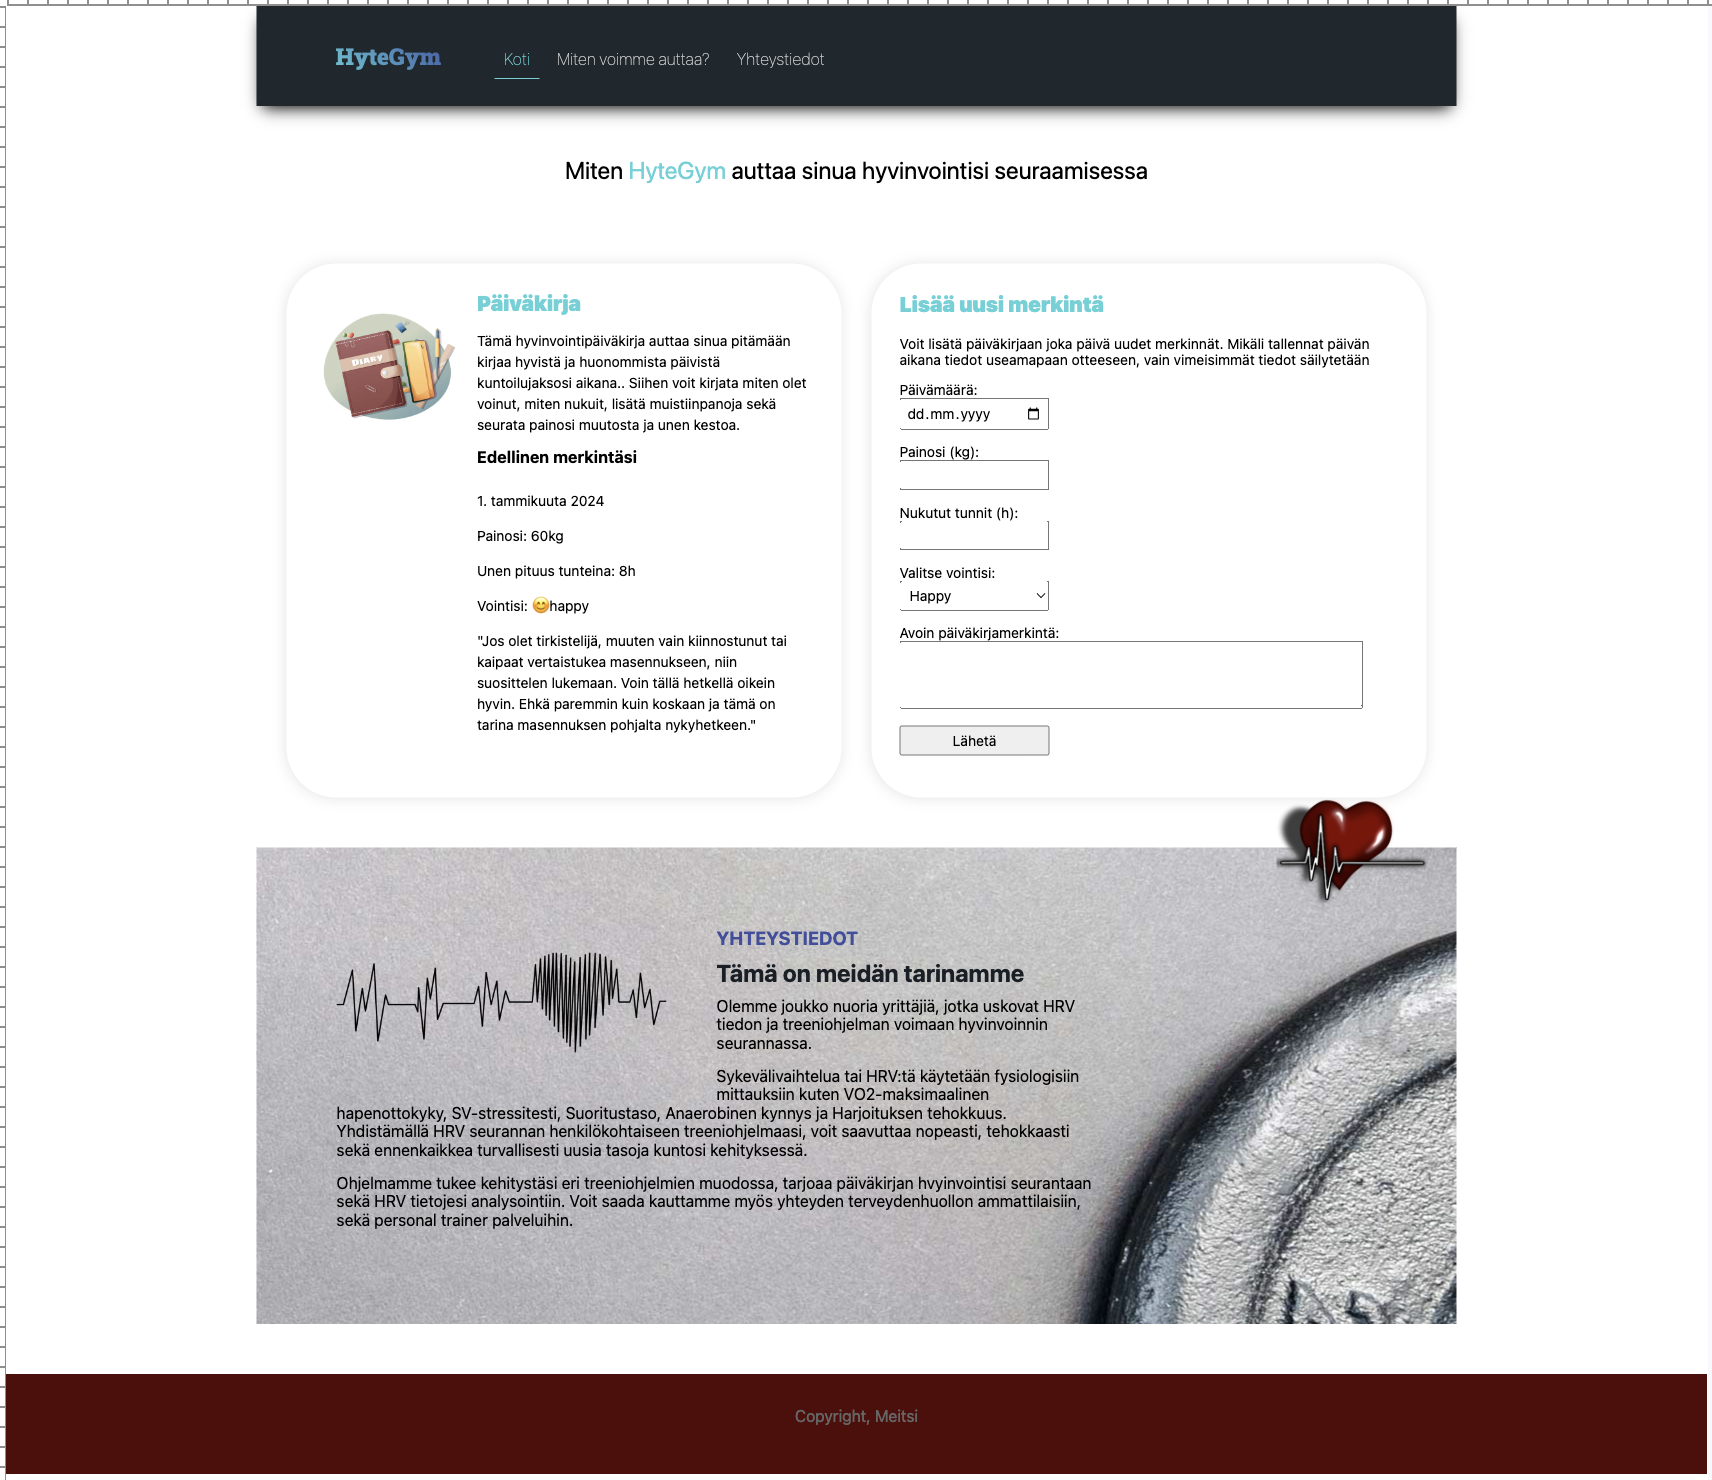 HyteGym
Koti
Miten voimme auttaa?
Yhteystiedot
Miten HyteGym auttaa sinua hyvinvointisi seuraamisessa
DIARY
Päiväkirja
Tämä hyvinvointipäiväkirja auttaa sinua pitämään
kirjaa hyvistä ja huonommista päivistä
kuntoilujaksosi aikana.. Siihen voit kirjata miten olet
voinut, miten nukuit, lisätä muistiinpanoja sekä
seurata painosi muutosta ja unen kestoa.
Edellinen merkintäsi
1. tammikuuta 2024
Painosi: 60kg
Unen pituus tunteina: 8h
Vointisi: 😊happy
"Jos olet tirkistelijä, muuten vain kiinnostunut tai
kaipaat vertaistukea masennukseen, niin
suosittelen lukemaan. Voin tällä hetkellä oikein
hyvin. Ehkä paremmin kuin koskaan ja tämä on
tarina masennuksen pohjalta nykyhetkeen."
Lisää uusi merkintä
Voit lisätä päiväkirjaan joka päivä uudet merkinnät. Mikäli tallennat päivän
aikana tiedot useamapaan otteeseen, vain vimeisimmät tiedot säilytetään
Päivämäärä:
dd.mm.yyyy
Painosi (kg):
Nukutut tunnit (h):
Valitse vointisi:
Happy
Avoin päiväkirjamerkintä:
Lähetä
YHTEYSTIEDOT
Tämä on meidän tarinamme
Olemme joukko nuoria yrittäjiä, jotka uskovat HRV
tiedon ja treeniohjelman voimaan hyvinvoinnin
seurannassa.
Sykevälivaihtelua tai HRV:tä käytetään fysiologisiin
mittauksiin kuten VO2-maksimaalinen
hapenottokyky, SV-stressitesti, Suoritustaso, Anaerobinen kynnys ja Harjoituksen tehokkuus.
Yhdistämällä HRV seurannan henkilökohtaiseen treeniohjelmaasi, voit saavuttaa nopeasti, tehokkaasti
sekä ennenkaikkea turvallisesti uusia tasoja kuntosi kehityksessä.
Ohjelmamme tukee kehitystäsi eri treeniohjelmien muodossa, tarjoaa päiväkirjan hvyinvointisi seurantaan
sekä HRV tietojesi analysointiin. Voit saada kauttamme myös yhteyden terveydenhuollon ammattilaisiin,
sekä personal trainer palveluihin.
Copyright, Meitsi